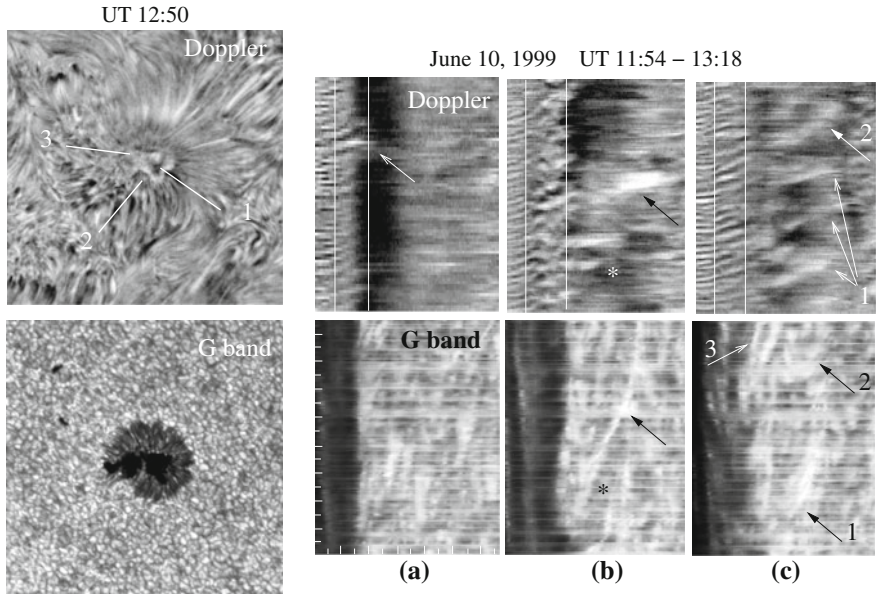 UT 12:50
June 10, 1999 UT 11:54 – 13:18
Doppler
3
1
2
Doppler
*
2
1
G band
G band
*
3
2
1
(a)
(b)
(c)